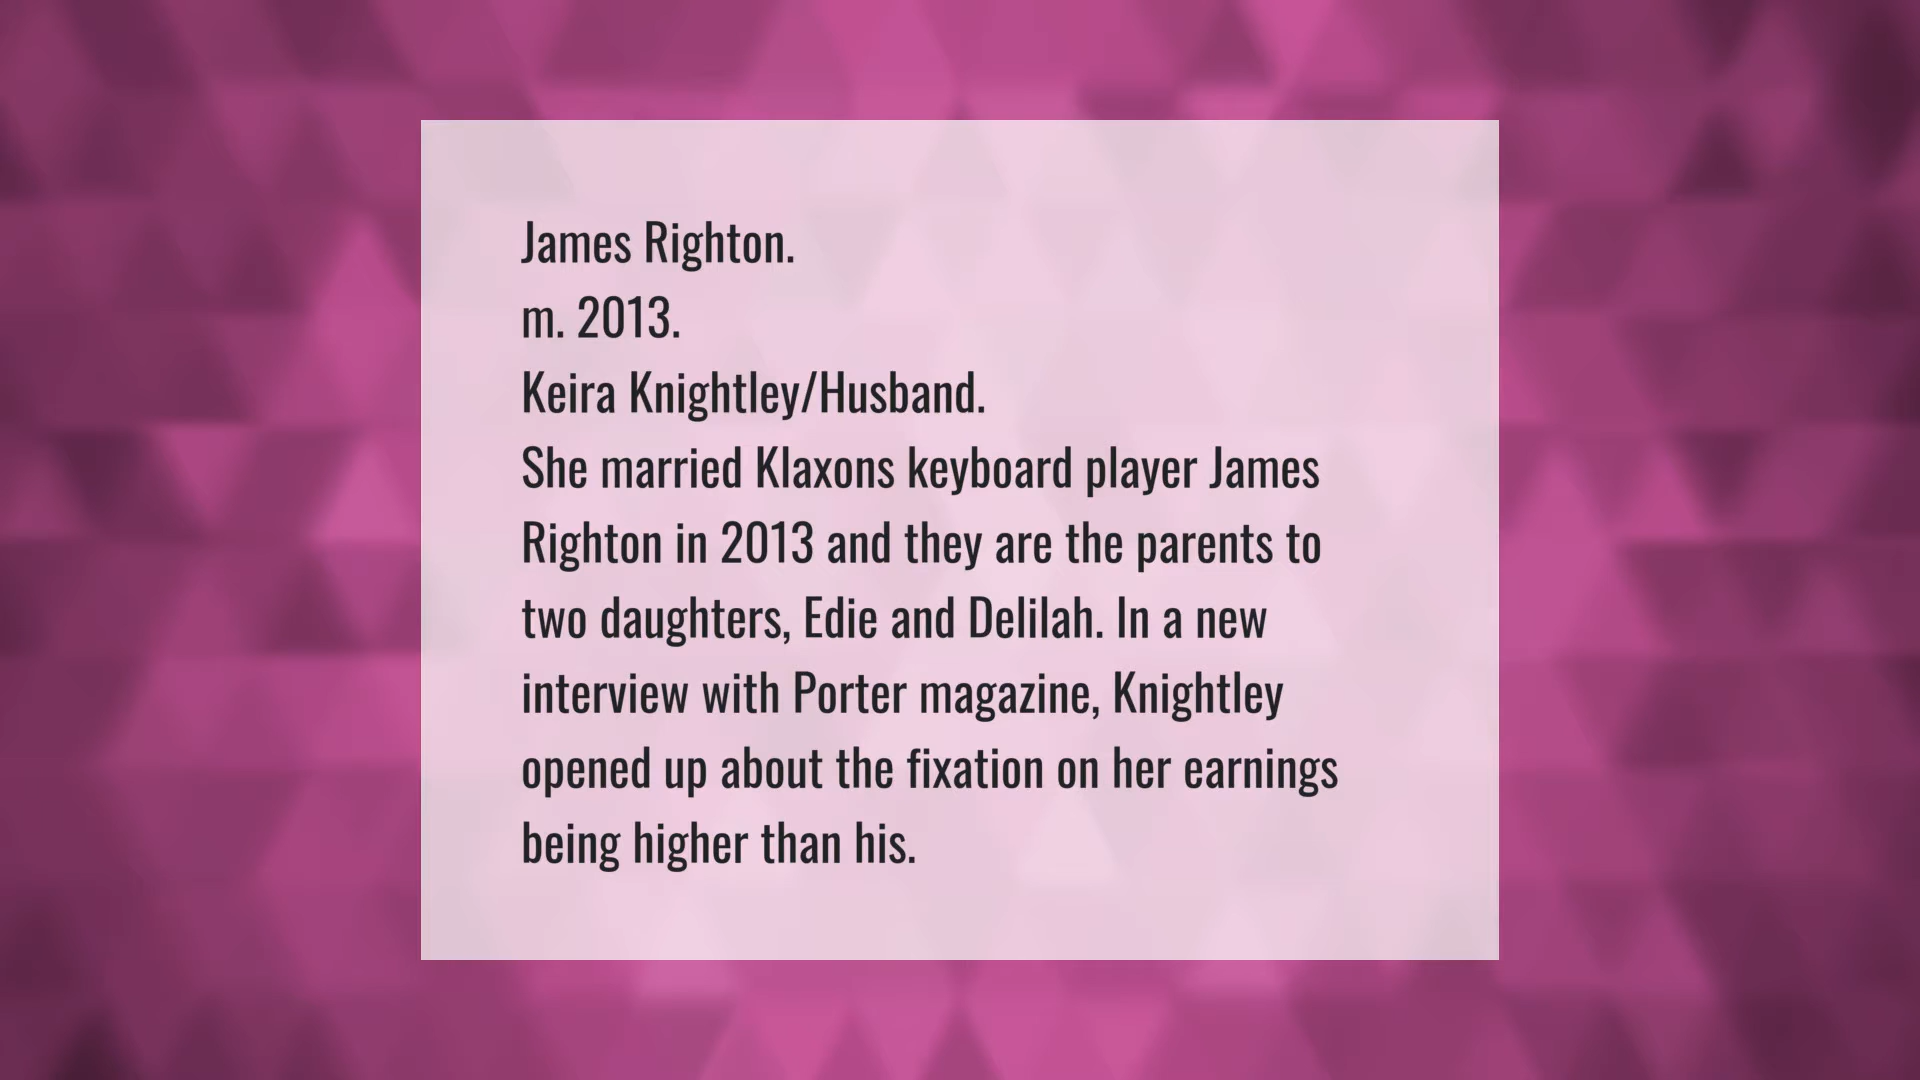 James Righton.
m. 2013.
Keira Knightley/Husband.
She married Klaxons keyboard player James
Righton in 2013 and they are the parents to
two daughters, Edie and Delilah. In a new
interview with Porter magazine, Knightley
opened up about the fixation on her earnings
being higher than his.